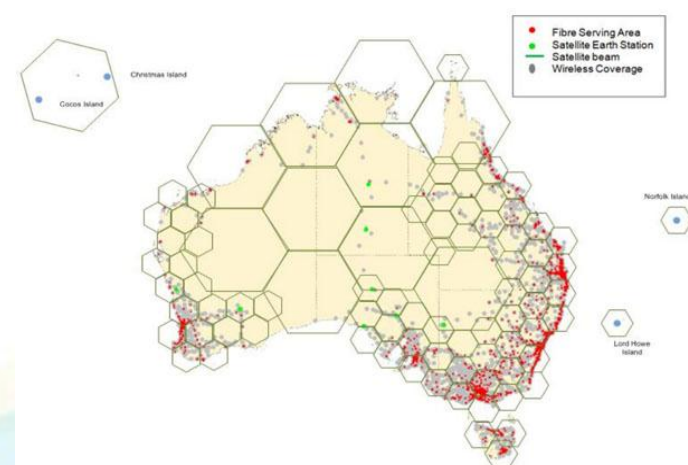 Fibre Serving Area
Satellite Earth Station
Satellite beam
Wireless Coverage
Christmas Island
Cocos Island
Norfolk Island
Lord Howe
Island